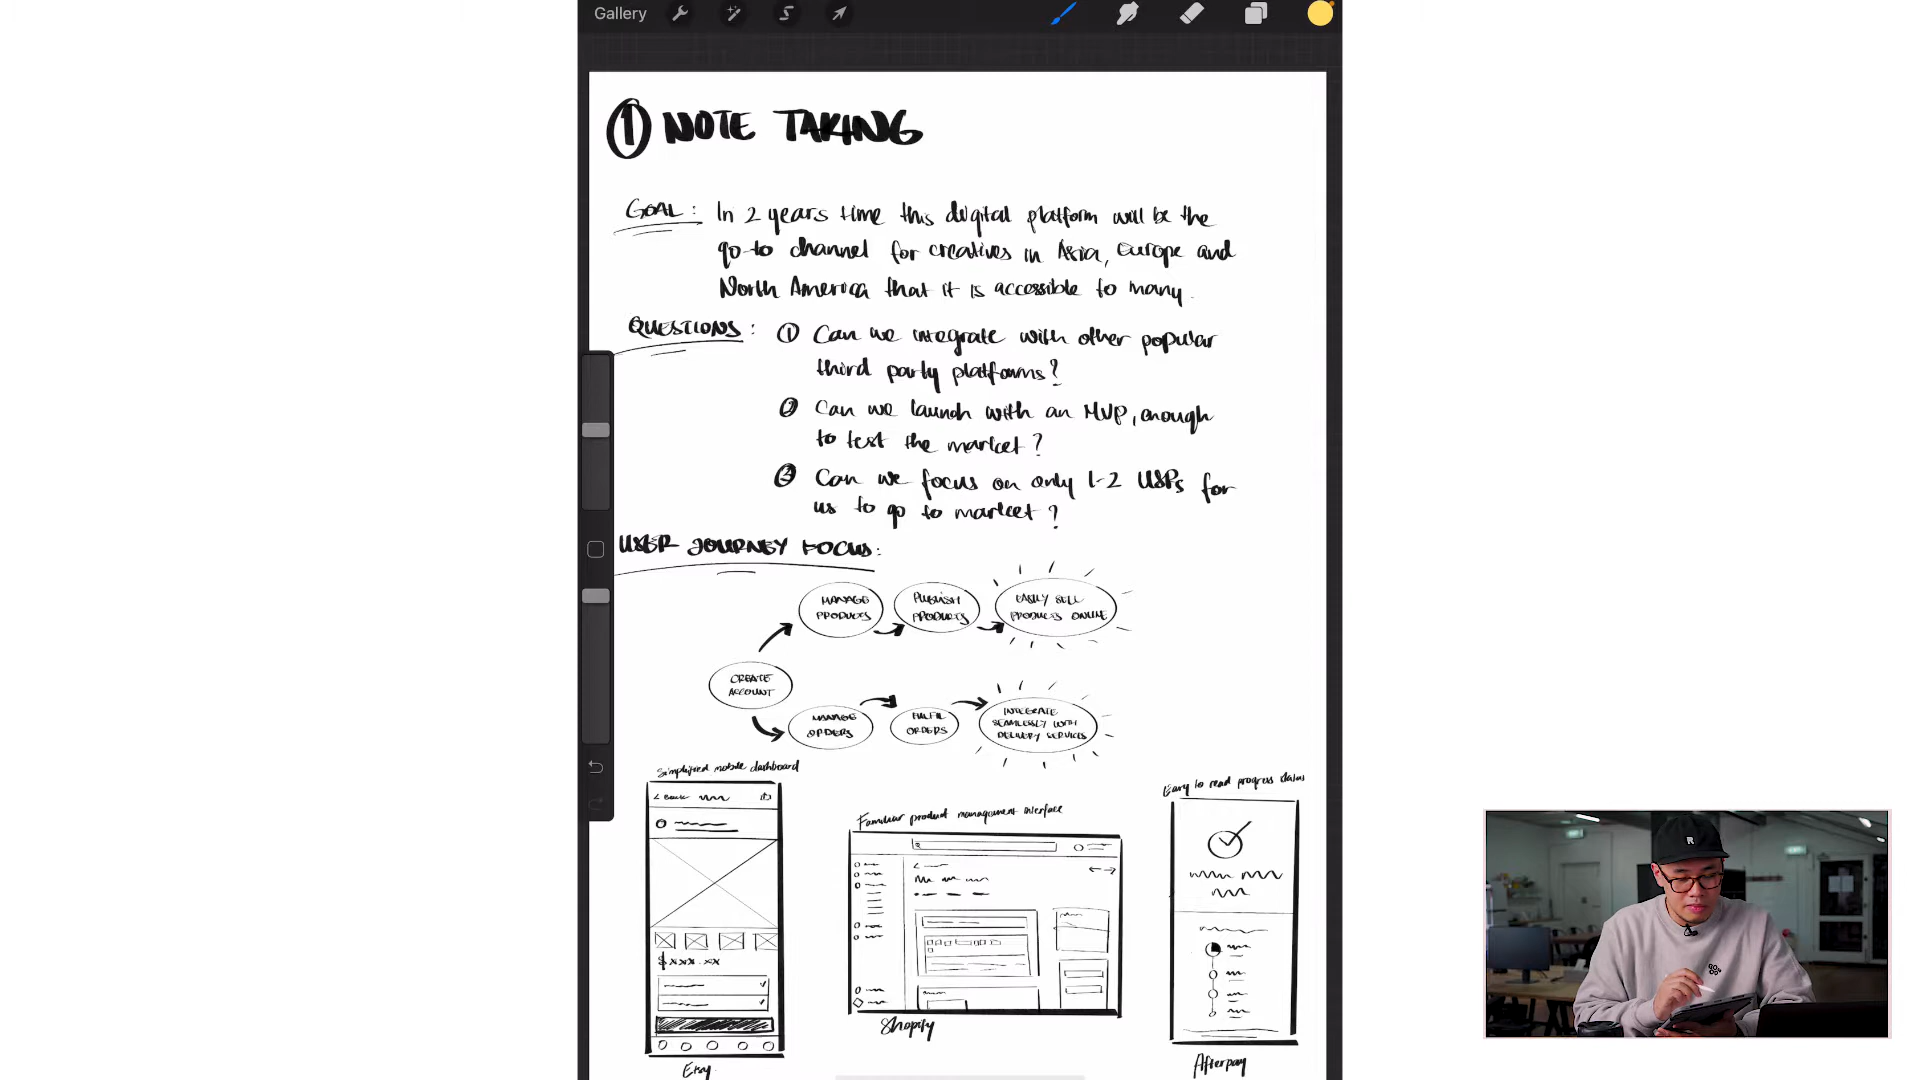 Gallery
① NOTE TAKING
GOAL: In 2 years time this digital platform will be the
go-to channel for creatives in Asia, Europe and
North America that it is accessible to many.
QUESTIONS: ① Can we integrate with other popular
third party platforms?
② Can we launch with an MVP, enough
to test the market?
③ Can we focus on only 1-2 USPs for
us to go to market?
USER JOURNEY FOCUS:
MANAGE
PRODUCTS
PUBLISH
PRODUCTS
EASILY SELL
PRODUCTS ONLINE
CREATE
ACCOUNT
MANAGE
ORDERS
FULFIL
ORDERS
INTEGRATE
SEAMLESSLY WITH
DELIVERY SERVICES
Simplified mobile dashboard
< Back
$xxx.xx
Etsy
Familiar product management interface
Shopify
Easy to read progress status
Afterpay
R